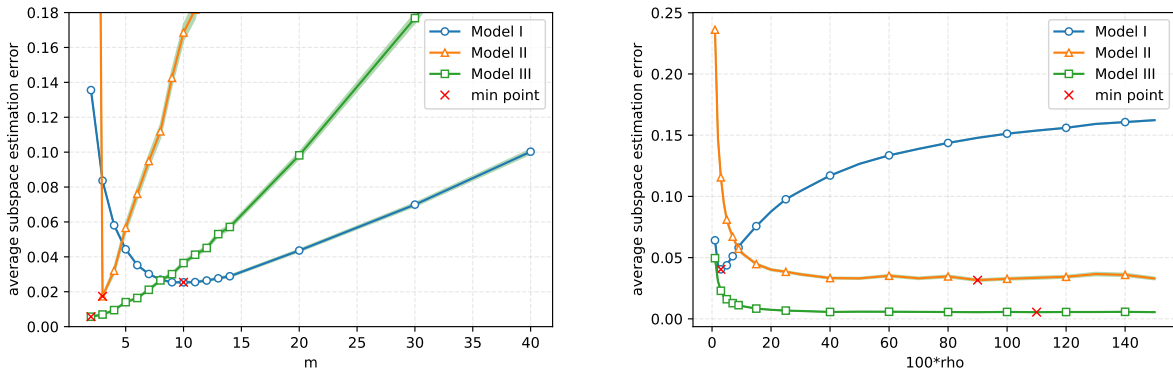 0.18
0.16
0.14
0.12
0.10
0.08
0.06
0.04
0.02
0.00
average subspace estimation error
5
10
15
20
25
30
35
40
m
Model I
Model II
Model III
min point
0.25
0.20
0.15
0.10
0.05
0.00
average subspace estimation error
0
20
40
60
80
100
120
140
100*rho
Model I
Model II
Model III
min point